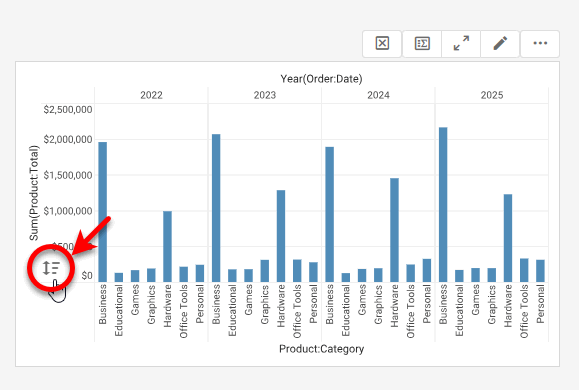 Year(Order:Date)
2022 2023 2024 2025
Sum(Product:Total)
$2,500,000
$2,000,000
$1,500,000
$1,000,000
$0
Business Educational Games Graphics Hardware Office Tools Personal Business Educational Games Graphics Hardware Office Tools Personal Business Educational Games Graphics Hardware Office Tools Personal Business Educational Games Graphics Hardware Office Tools Personal
Product:Category